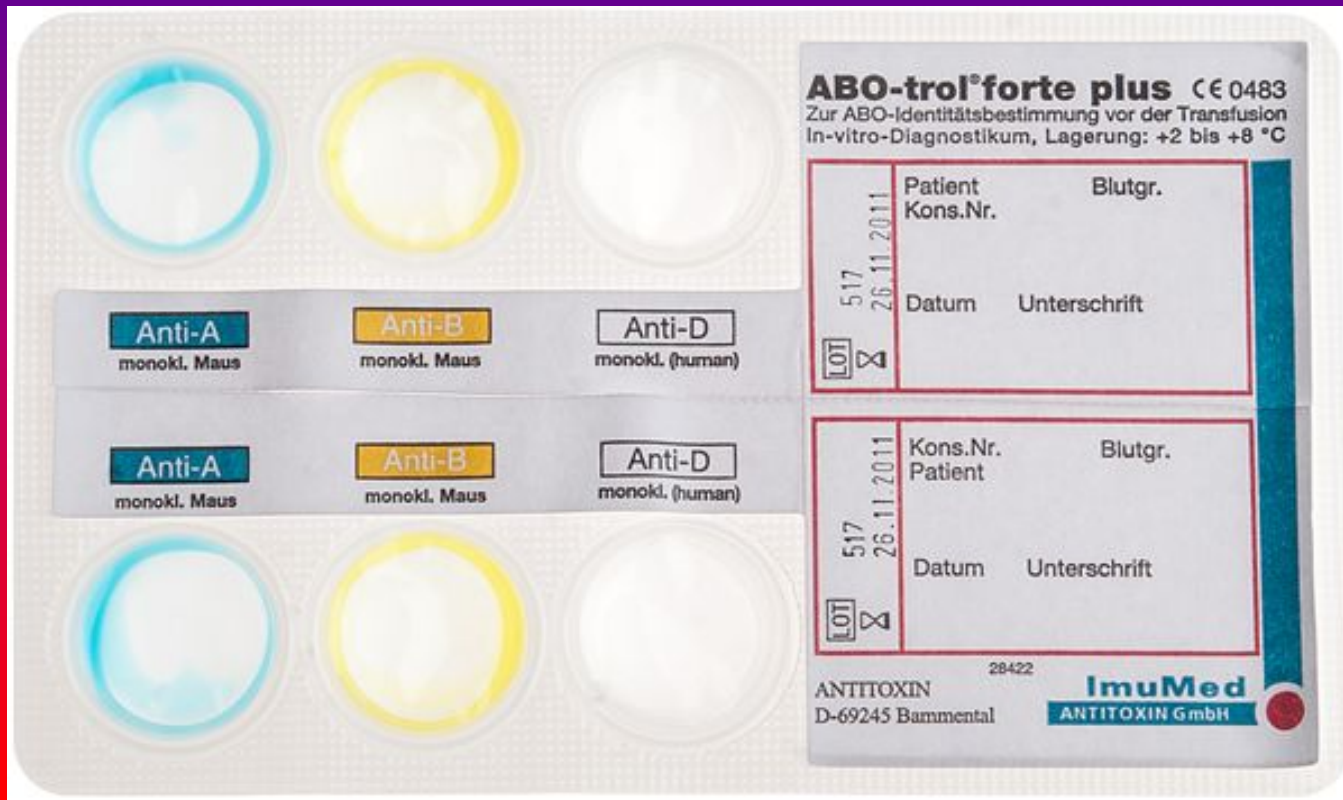 ABO-trol®forte plus CE 0483
Zur ABO-Identitätsbestimmung vor der Transfusion
In-vitro-Diagnostikum, Lagerung: +2 bis +8 °C
Patient Blutgr.
Kons.Nr.
Datum Unterschrift
LOT 517
26.11.2011
Anti-A Anti-B Anti-D
monokl. Maus monokl. Maus monokl. (human)
Anti-A Anti-B Anti-D
monokl. Maus monokl. Maus monokl. (human)
Kons.Nr. Blutgr.
Patient
Datum Unterschrift
LOT 517
26.11.2011
28422
ANTITOXIN
D-69245 Bammental
ImuMed
ANTITOXIN GmbH